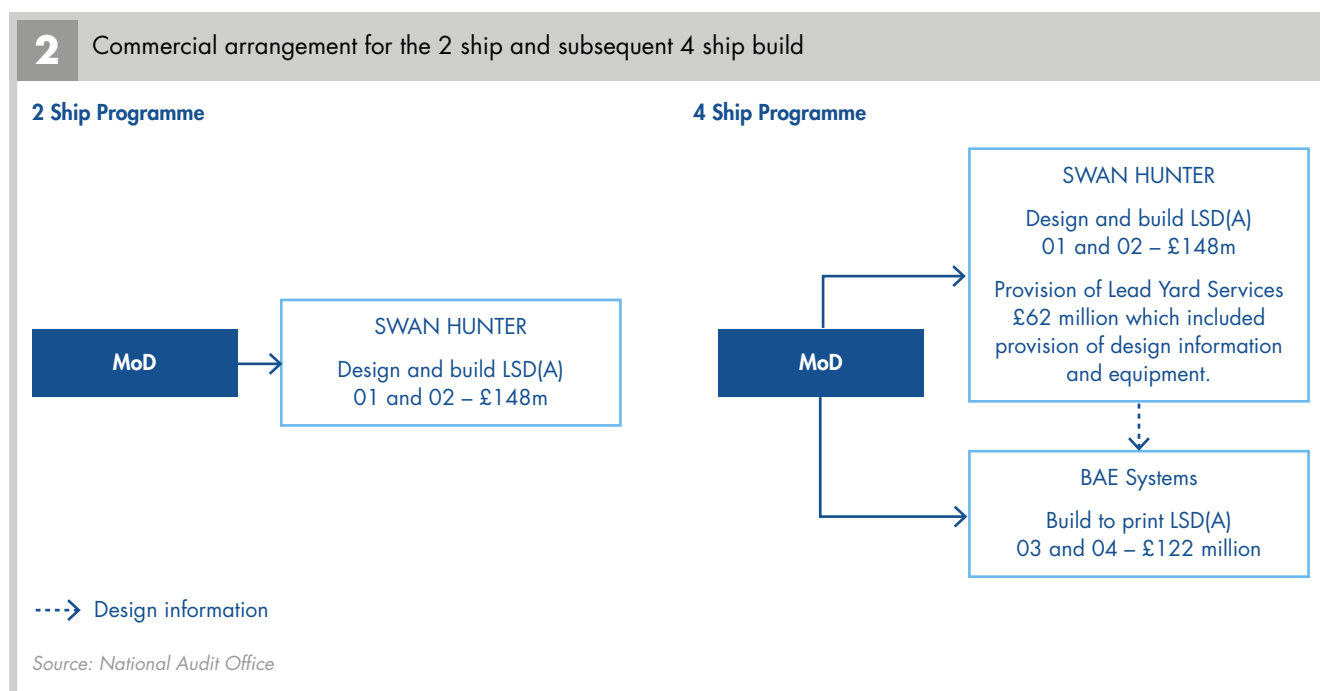 2
Commercial arrangement for the 2 ship and subsequent 4 ship build
2 Ship Programme
MoD
SWAN HUNTER
Design and build LSD(A)
01 and 02 – £148m
4 Ship Programme
MoD
SWAN HUNTER
Design and build LSD(A)
01 and 02 – £148m
Provision of Lead Yard Services
£62 million which included
provision of design information
and equipment.
BAE Systems
Build to print LSD(A)
03 and 04 – £122 million
Design information
Source: National Audit Office